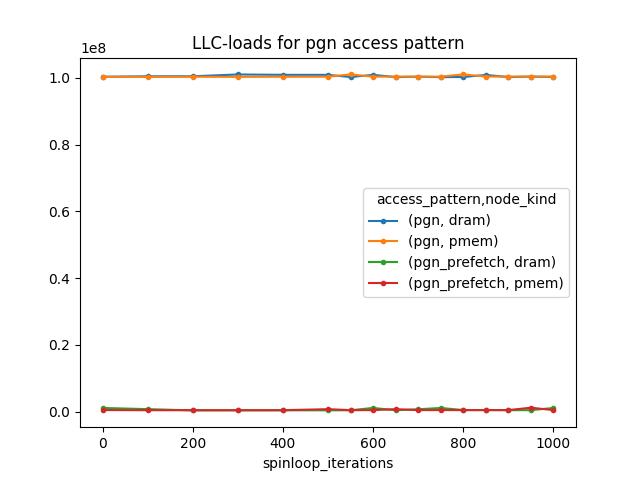 LLC-loads for pgn access pattern
1e8
1.0
0.8
0.6
0.4
0.2
0.0
access_pattern,node_kind
(pgn, dram)
(pgn, pmem)
(pgn_prefetch, dram)
(pgn_prefetch, pmem)
0 200 400 600 800 1000
spinloop_iterations